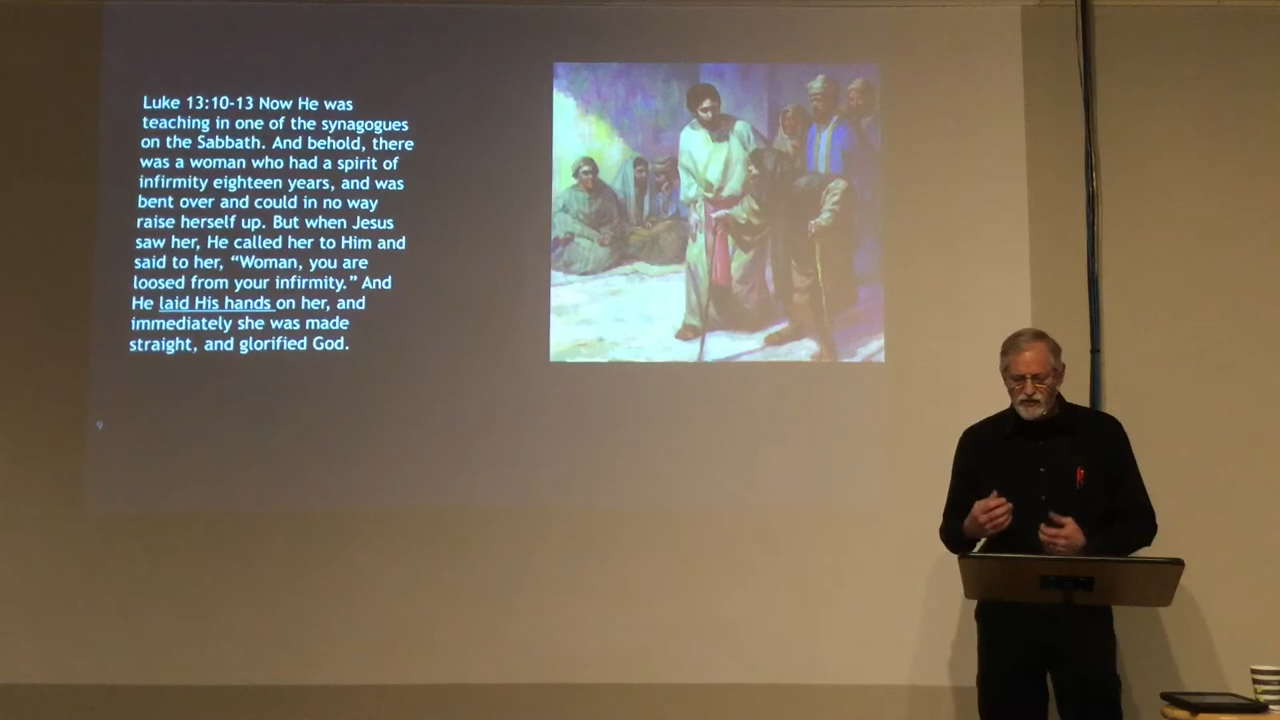 Luke 13:10-13 Now He was
teaching in one of the synagogues
on the Sabbath. And behold, there
was a woman who had a spirit of
infirmity eighteen years, and was
bent over and could in no way
raise herself up. But when Jesus
saw her, He called her to Him and
said to her, “Woman, you are
loosed from your infirmity.” And
He laid His hands on her, and
immediately she was made
straight, and glorified God.
9